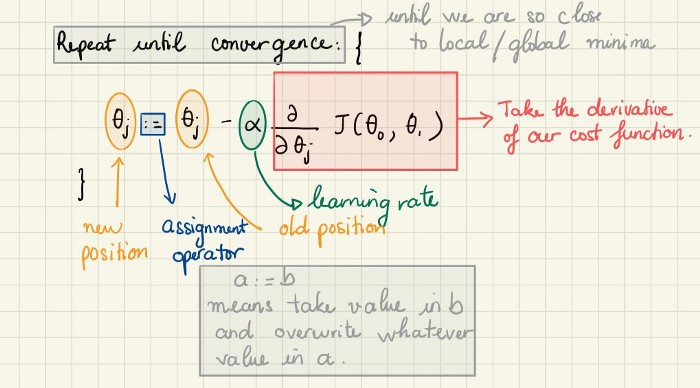 until we are so close
Repeat until convergence: {
to local/global minima
θj := θj - α ∂/∂θj J(θ0, θ1)
Take the derivative
of our cost function.
}
learning rate
new
position
assignment
operator
old position
a:=b
means take value in b
and overwrite whatever
value in a.